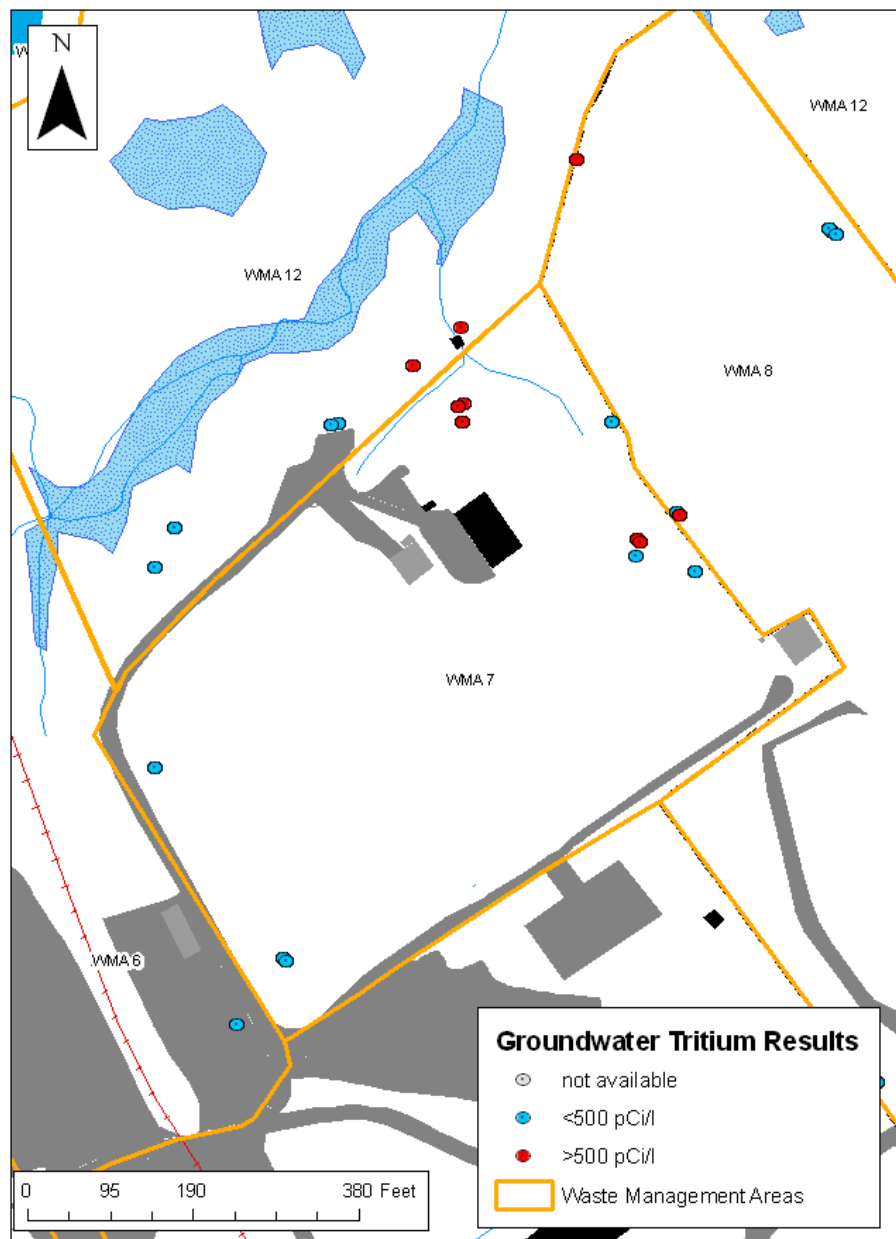 W
N
WMA 12
WMA 12
WMA 8
WMA 7
WMA 6
Groundwater Tritium Results
not available
<500 pCi/l
>500 pCi/l
Waste Management Areas
0 95 190 380 Feet